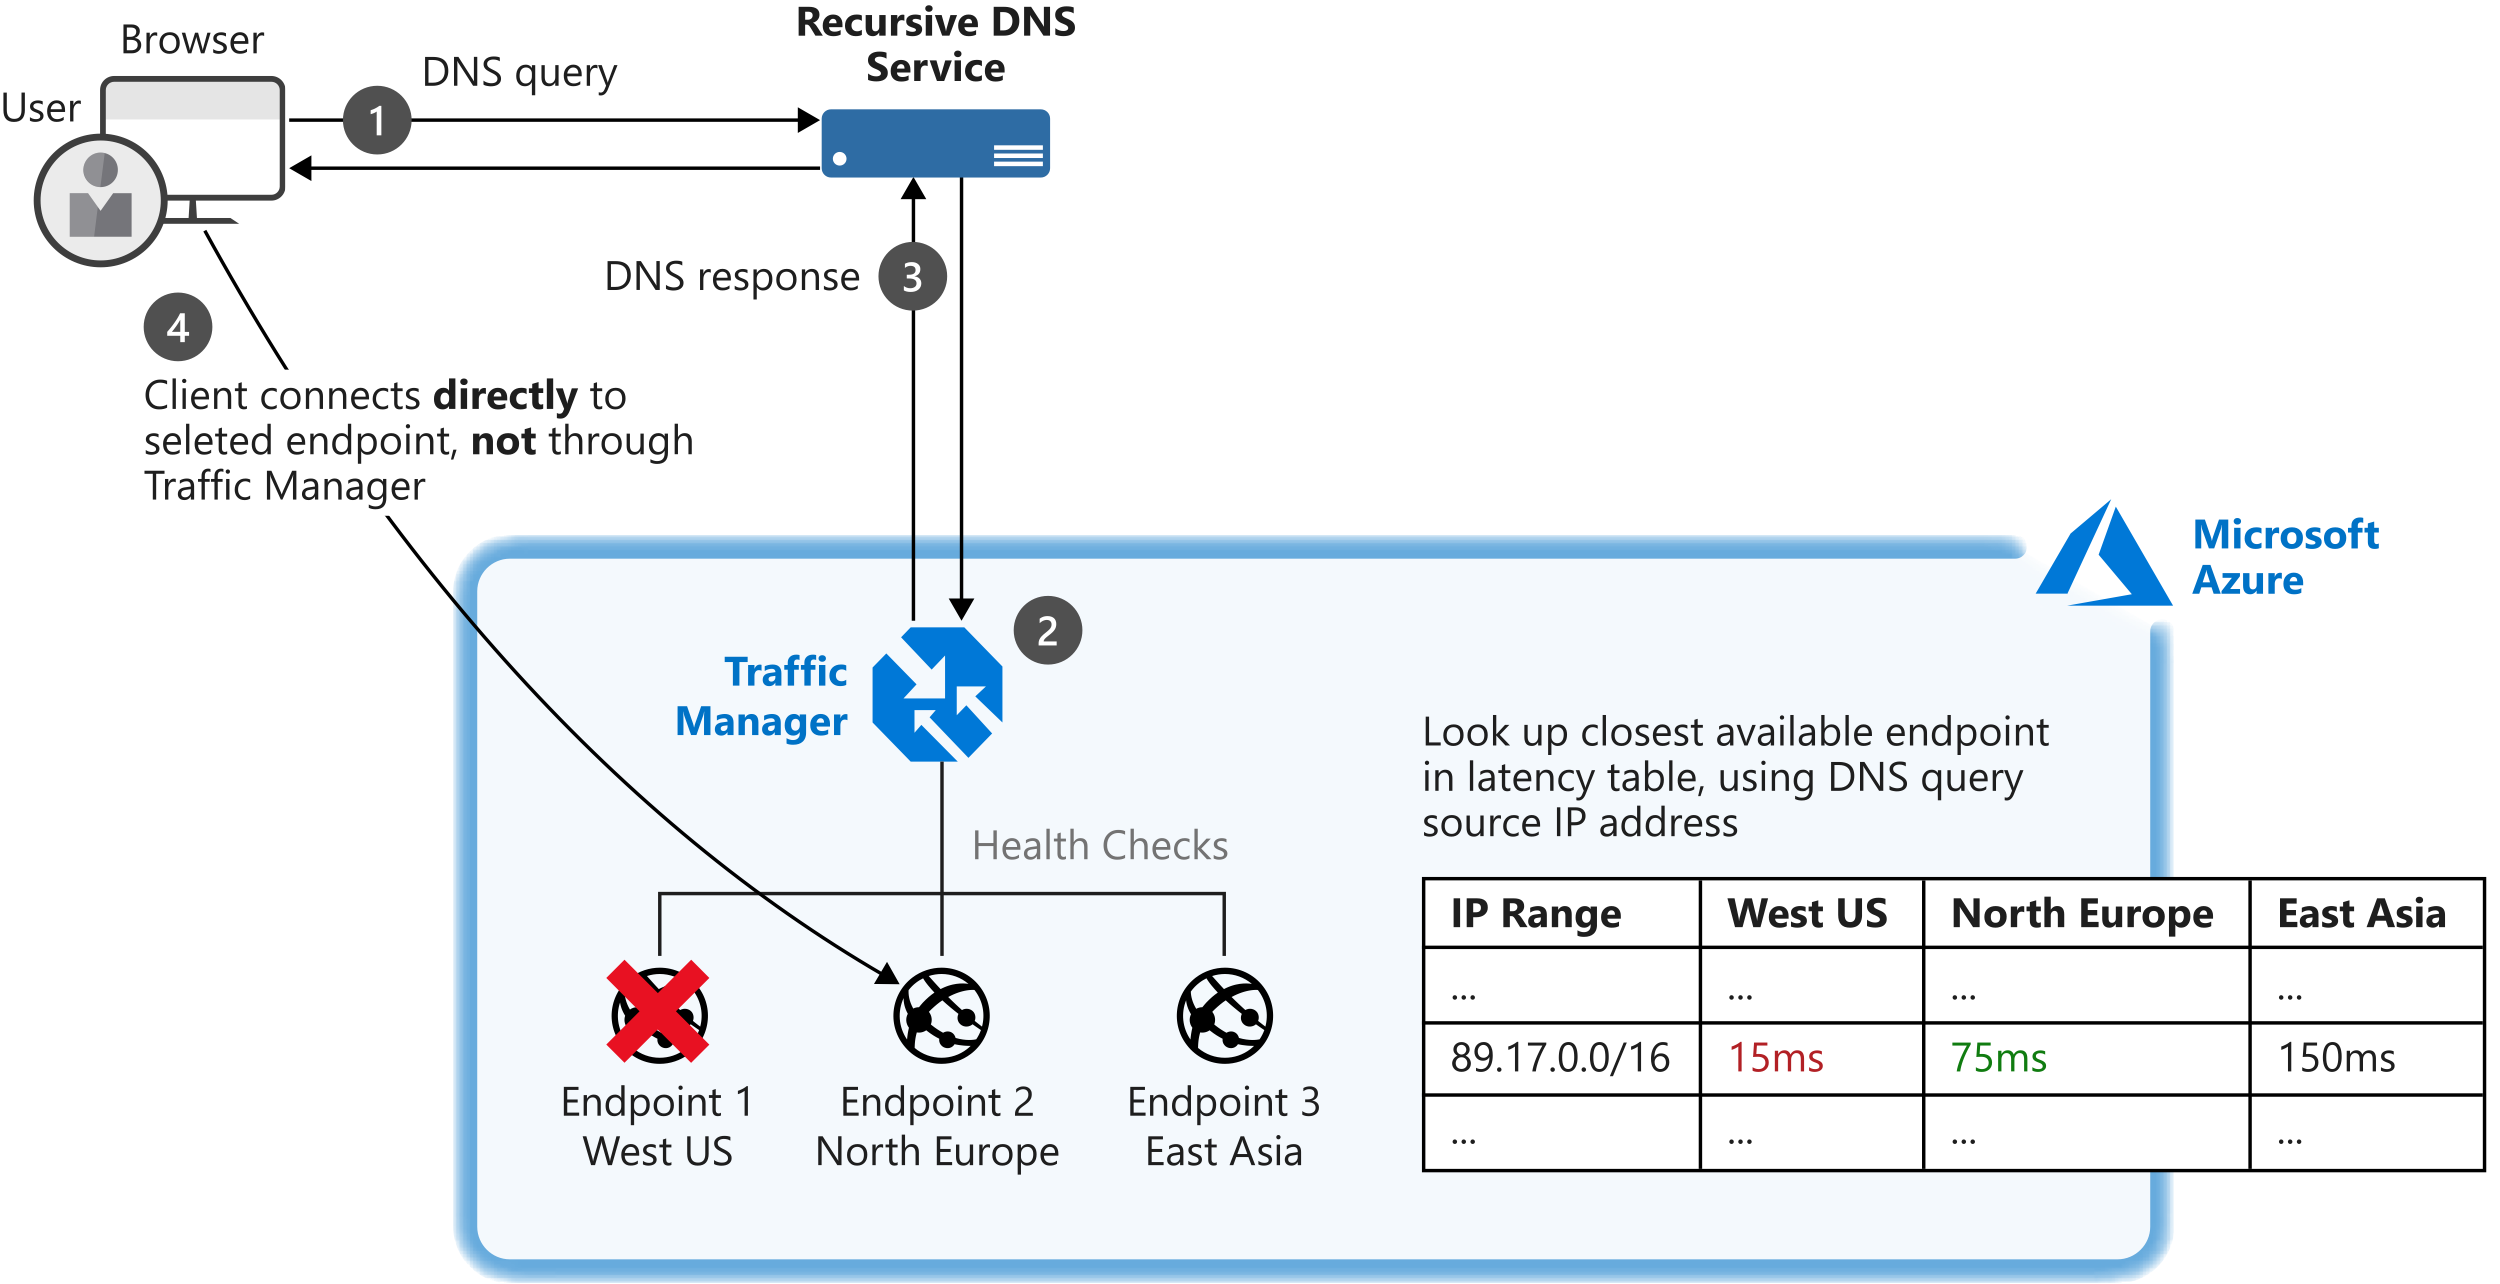 Browser
User
DNS query
1
Recursive DNS
Service
DNS response
3
4
Client connects directly to
selected endpoint, not through
Traffic Manager
Microsoft
Azure
2
Traffic
Manager
Look up closest available endpoint
in latency table, using DNS query
source IP address
Health Checks
IP Range West US North Europe East Asia
... ... ... ...
89.17.0.0/16 15ms 75ms 150ms
... ... ... ...
Endpoint 1
West US
Endpoint 2
North Europe
Endpoint 3
East Asia